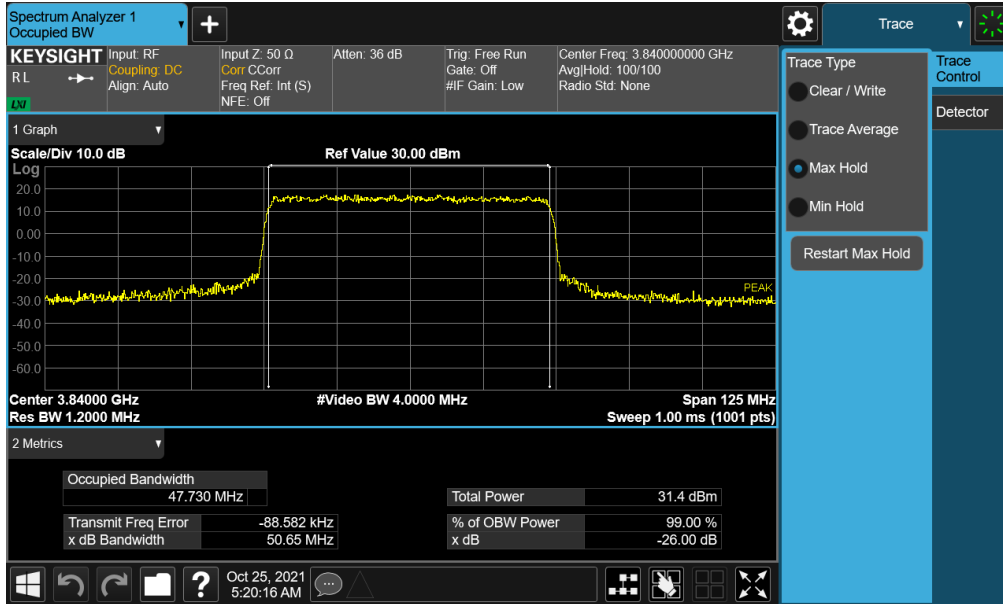 Spectrum Analyzer 1
Occupied BW
Trace
KEYSIGHT
RL
LXI
Input: RF
Coupling: DC
Align: Auto
Input Z: 50 Ω
Corr CCorr
Freq Ref: Int (S)
NFE: Off
Atten: 36 dB
Trig: Free Run
Gate: Off
#IF Gain: Low
Center Freq: 3.840000000 GHz
Avg|Hold: 100/100
Radio Std: None
Trace Type
Clear / Write
Trace Average
Max Hold
Min Hold
Restart Max Hold
Trace
Control
Detector
1 Graph
Scale/Div 10.0 dB
Ref Value 30.00 dBm
Log
20.0
10.0
0.00
-10.0
-20.0
-30.0
-40.0
-50.0
-60.0
PEAK
Center 3.84000 GHz
#Video BW 4.0000 MHz
Span 125 MHz
Res BW 1.2000 MHz
Sweep 1.00 ms (1001 pts)
2 Metrics
Occupied Bandwidth
47.730 MHz
Total Power 31.4 dBm
Transmit Freq Error -88.582 kHz
% of OBW Power 99.00 %
x dB Bandwidth 50.65 MHz
x dB -26.00 dB
?
Oct 25, 2021
5:20:16 AM